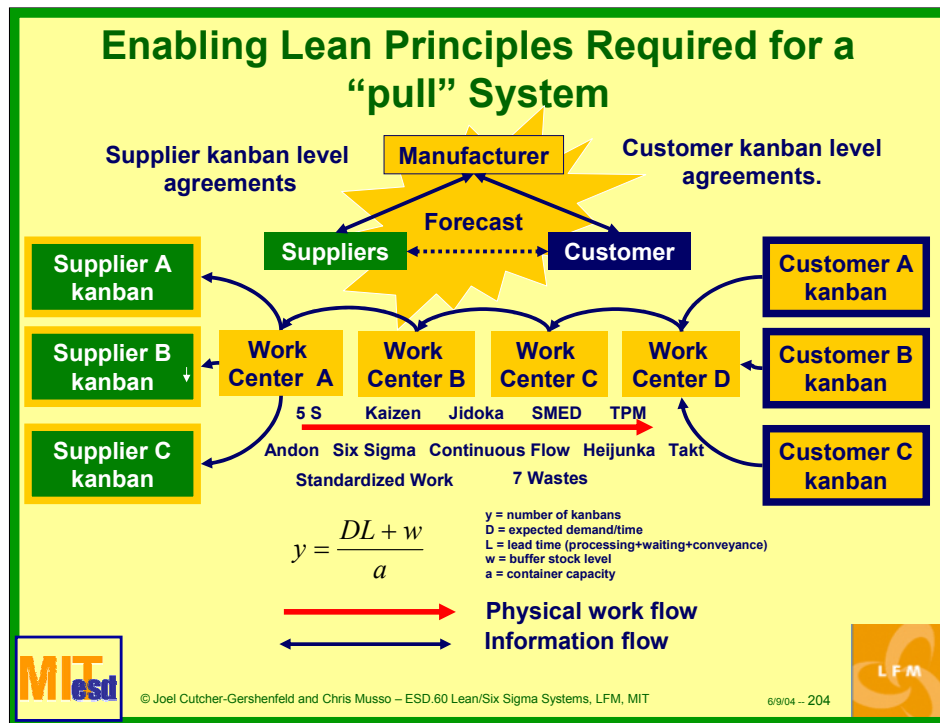 Enabling Lean Principles Required for a
“pull” System
Supplier kanban level
agreements
Manufacturer
Customer kanban level
agreements.
Forecast
Suppliers
Customer
Supplier A
kanban
Supplier B
kanban
Supplier C
kanban
Work
Center A
Work
Center B
Work
Center C
Work
Center D
Customer A
kanban
Customer B
kanban
Customer C
kanban
5 S Kaizen Jidoka SMED TPM
Andon Six Sigma Continuous Flow Heijunka Takt
Standardized Work 7 Wastes
y = (DL + w) / a
y = number of kanbans
D = expected demand/time
L = lead time (processing+waiting+conveyance)
w = buffer stock level
a = container capacity
Physical work flow
Information flow
MIT esd
© Joel Cutcher-Gershenfeld and Chris Musso – ESD.60 Lean/Six Sigma Systems, LFM, MIT
6/9/04 -- 204
LFM